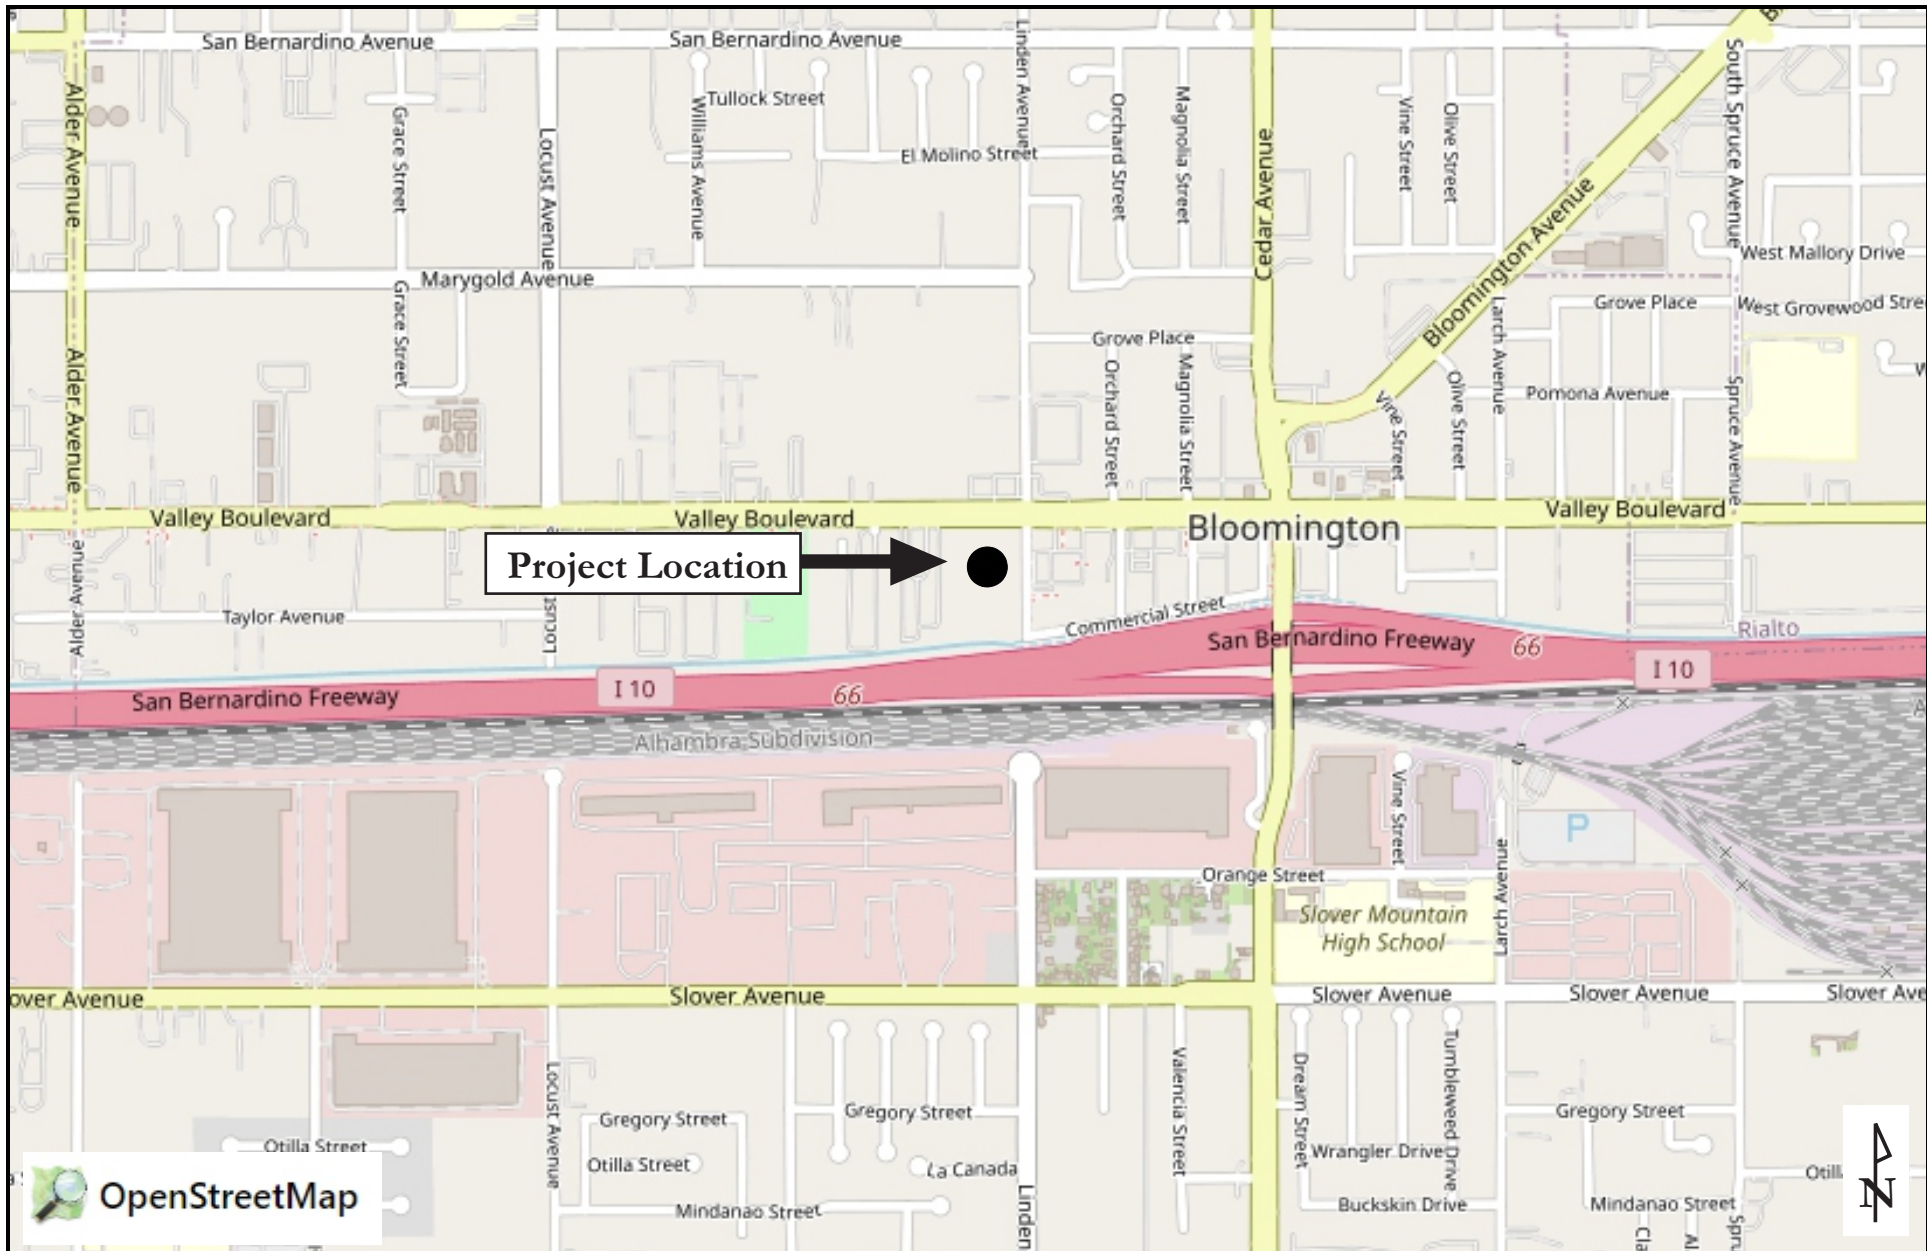 San Bernardino Avenue
San Bernardino Avenue
Alder Avenue
Grace Street
Locust Avenue
Williams Avenue
Tullock Street
El Molino Street
Linden Avenue
Orchard Street
Magnolia Street
Cedar Avenue
Vine Street
Olive Street
Bloomington Avenue
South Spruce Avenue
West Mallory Drive
Marygold Avenue
Grace Street
Grove Place
Larch Avenue
Grove Place
West Grovewood Stre
Alder Avenue
Orchard Street
Magnolia Street
Vine Street
Olive Street
Pomona Avenue
Spruce Avenue
Valley Boulevard
Valley Boulevard
Valley Boulevard
Bloomington
Project Location
Alder Avenue
Taylor Avenue
Locust
Commercial Street
San Bernardino Freeway
66
Rialto
I 10
San Bernardino Freeway
I 10
66
Alhambra Subdivision
Vine Street
P
Orange Street
Larch Avenue
Slover Mountain
High School
over Avenue
Slover Avenue
Slover Avenue
Slover Avenue
Slover Ave
Locust Avenue
Valencia Street
Dream Street
Tumbleweed Drive
Gregory Street
Gregory Street
Gregory Street
Otilla Street
Otilla Street
La Canada
Wrangler Drive
Otill
Linden
Mindanao Street
Buckskin Drive
Mindanao Street
Spru
Cla
Al
OpenStreetMap
N